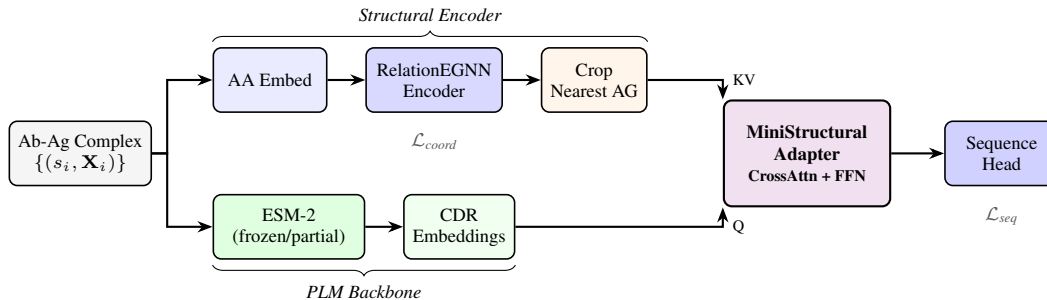 Structural Encoder
AA Embed
RelationEGNN
Encoder
Crop
Nearest AG
KV
Ab-Ag Complex
{(s_i, X_i)}
ℒ_coord
MiniStructural
Adapter
CrossAttn + FFN
Sequence
Head
ESM-2
(frozen/partial)
CDR
Embeddings
Q
ℒ_seq
PLM Backbone